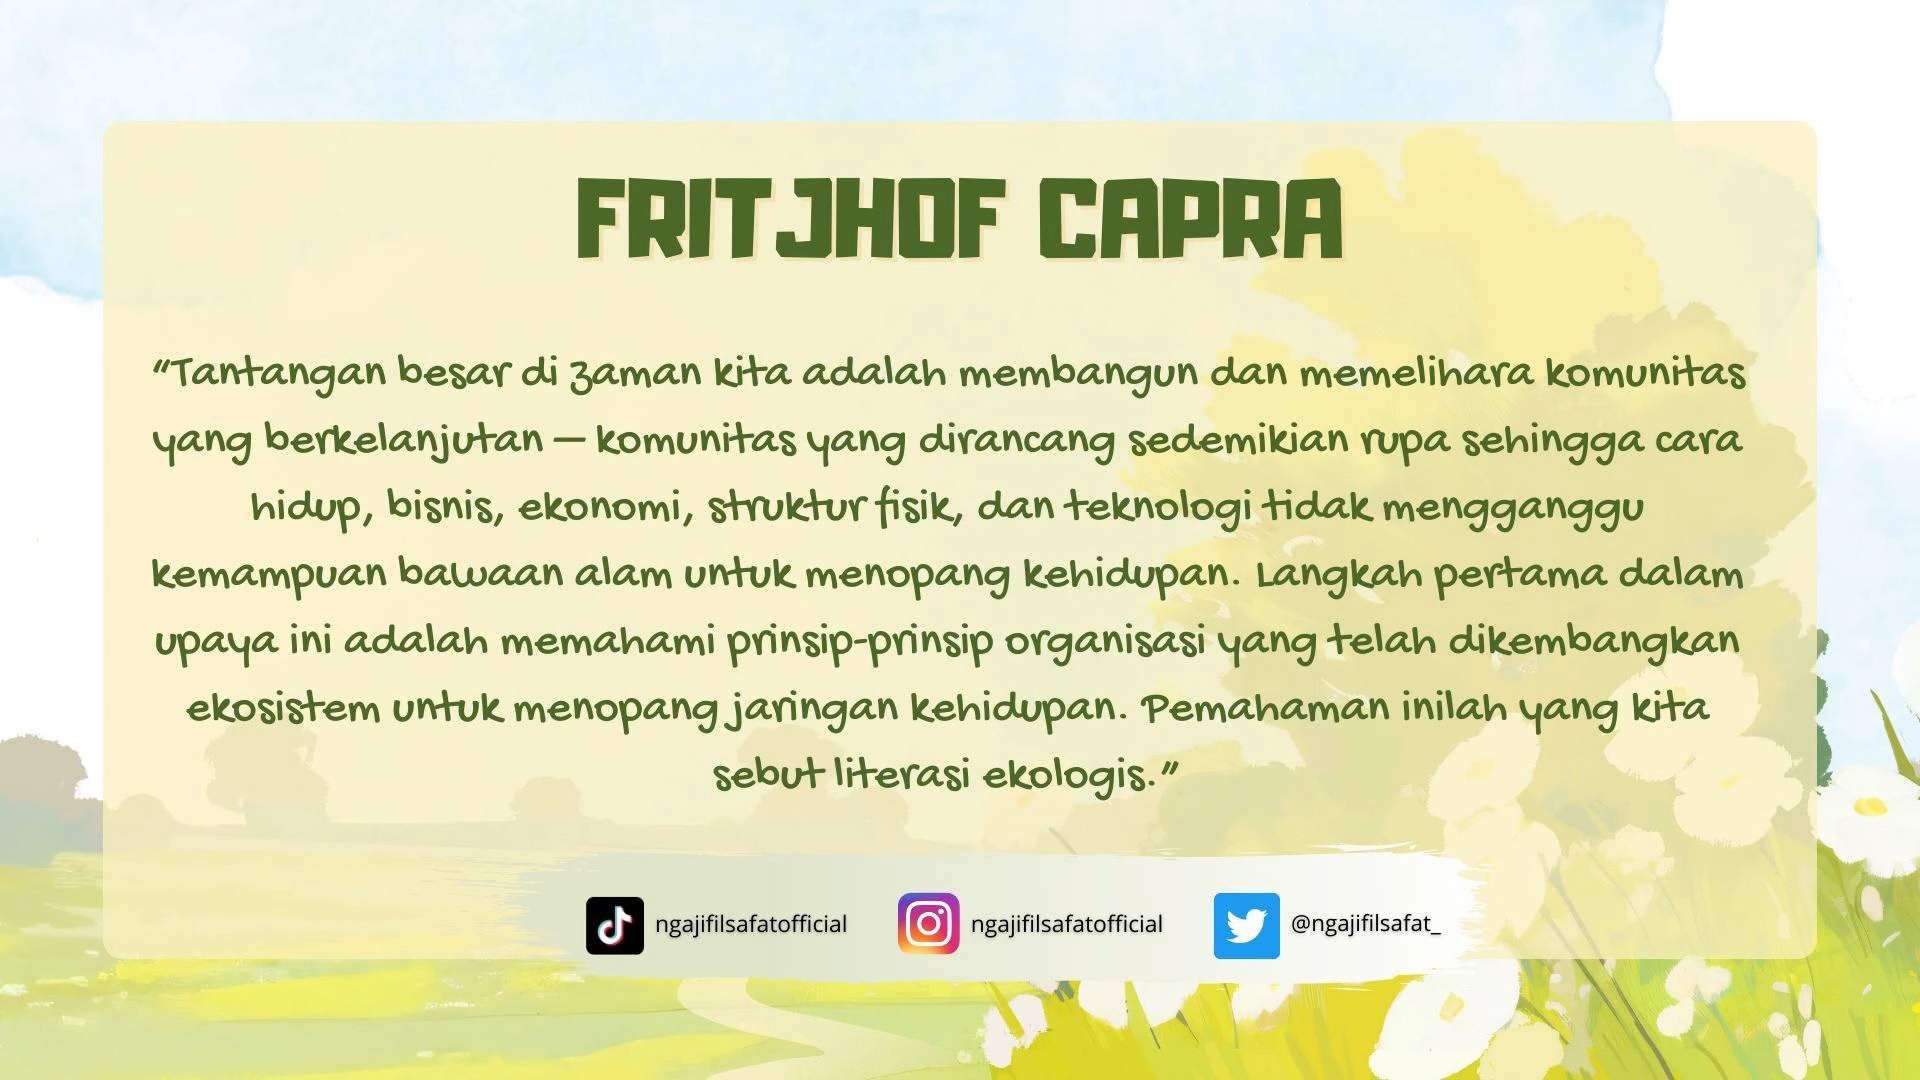 FRITJHOF CAPRA
"Tantangan besar di zaman kita adalah membangun dan memelihara komunitas
yang berkelanjutan — komunitas yang dirancang sedemikian rupa sehingga cara
hidup, bisnis, ekonomi, struktur fisik, dan teknologi tidak mengganggu
kemampuan bawaan alam untuk menopang kehidupan. Langkah pertama dalam
upaya ini adalah memahami prinsip-prinsip organisasi yang telah dikembangkan
ekosistem untuk menopang jaringan kehidupan. Pemahaman inilah yang kita
sebut literasi ekologis."
ngajifilsafatofficial ngajifilsafatofficial @ngajifilsafat_